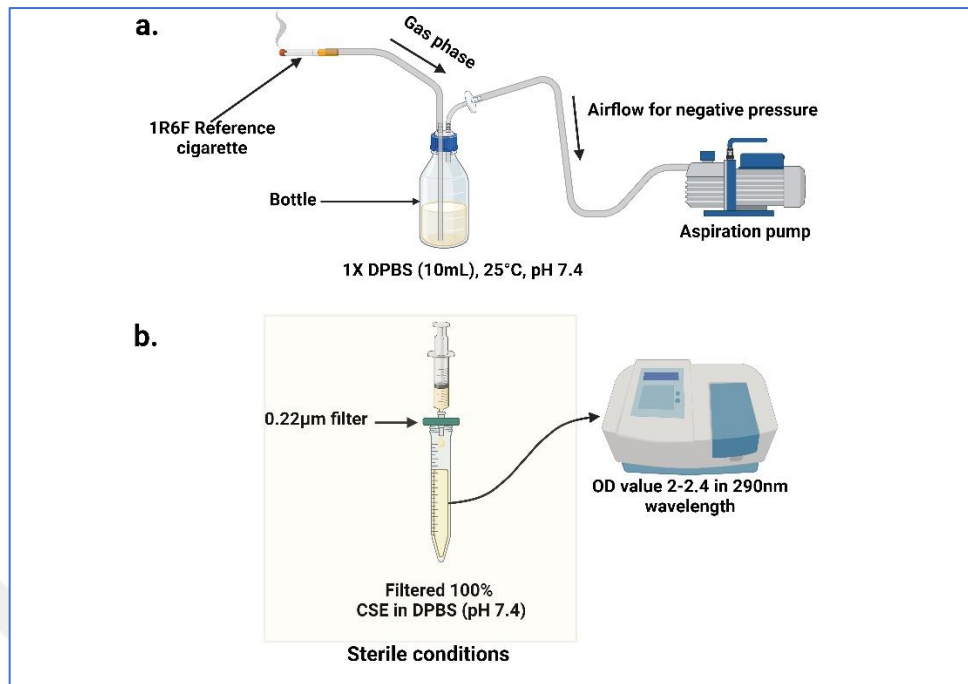 a.
Gas phase
1R6F Reference
cigarette
Airflow for negative pressure
Bottle
Aspiration pump
1X DPBS (10mL), 25°C, pH 7.4
b.
0.22µm filter
OD value 2-2.4 in 290nm
wavelength
Filtered 100%
CSE in DPBS (pH 7.4)
Sterile conditions